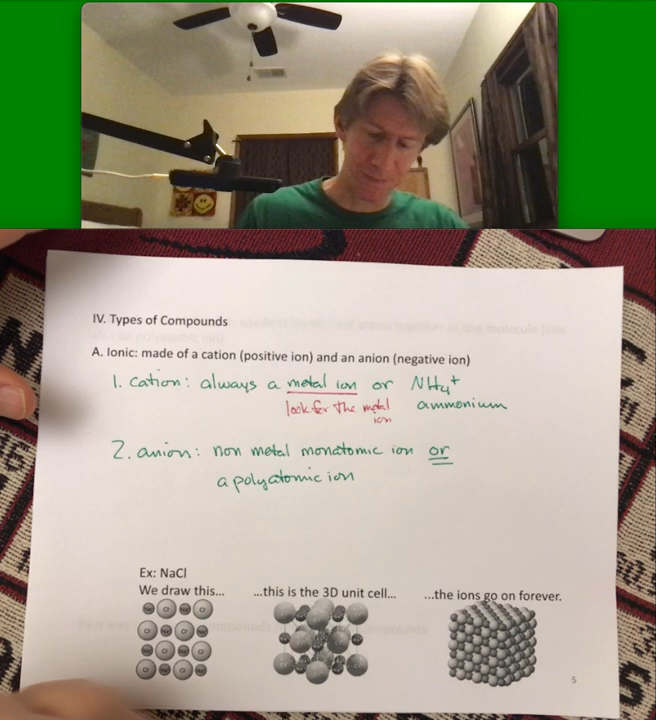 IV. Types of Compounds
A. Ionic: made of a cation (positive ion) and an anion (negative ion)
1. cation: always a metal ion or NH4+
look for the metal ion ammonium
2. anion: non metal monatomic ion or
a polyatomic ion
Ex: NaCl
We draw this... ...this is the 3D unit cell... ...the ions go on forever.
5